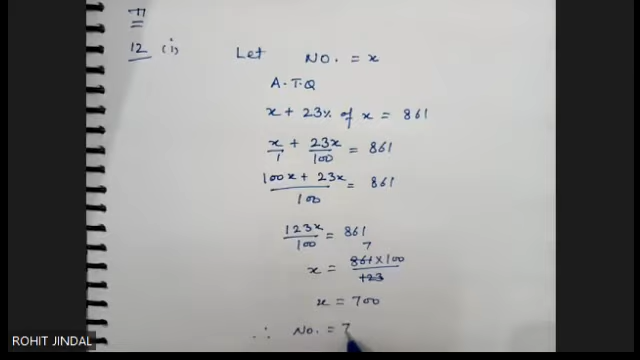 11
12 (i) Let NO. = x
A.T.Q
x + 23% of x = 861
x/1 + 23x/100 = 861
100x + 23x/100 = 861
123x/100 = 861
7
x = 861 x 100/123
x = 700
∴ NO. = 7
ROHIT JINDAL